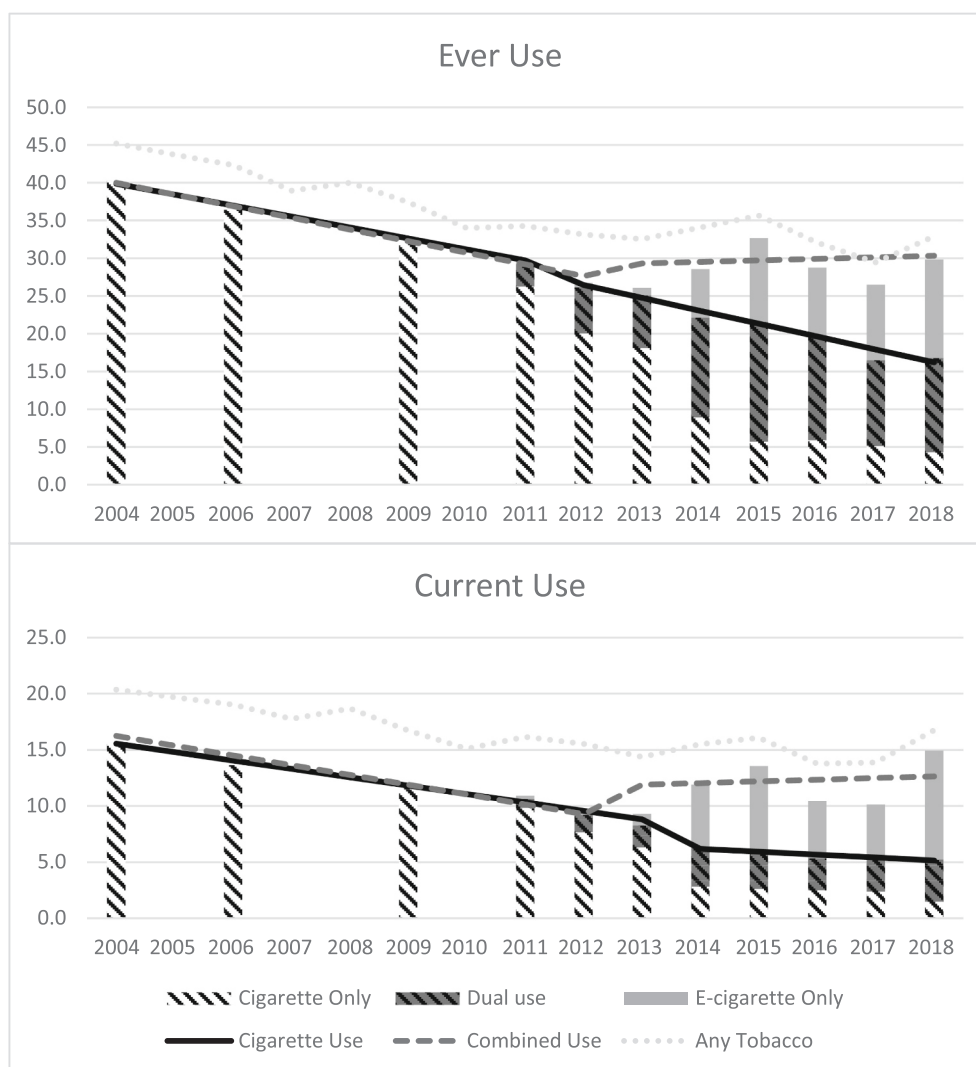 Ever Use
50.0
45.0
40.0
35.0
30.0
25.0
20.0
15.0
10.0
5.0
0.0
2004 2005 2006 2007 2008 2009 2010 2011 2012 2013 2014 2015 2016 2017 2018
Current Use
25.0
20.0
15.0
10.0
5.0
0.0
2004 2005 2006 2007 2008 2009 2010 2011 2012 2013 2014 2015 2016 2017 2018
Cigarette Only Dual use E-cigarette Only
Cigarette Use Combined Use Any Tobacco